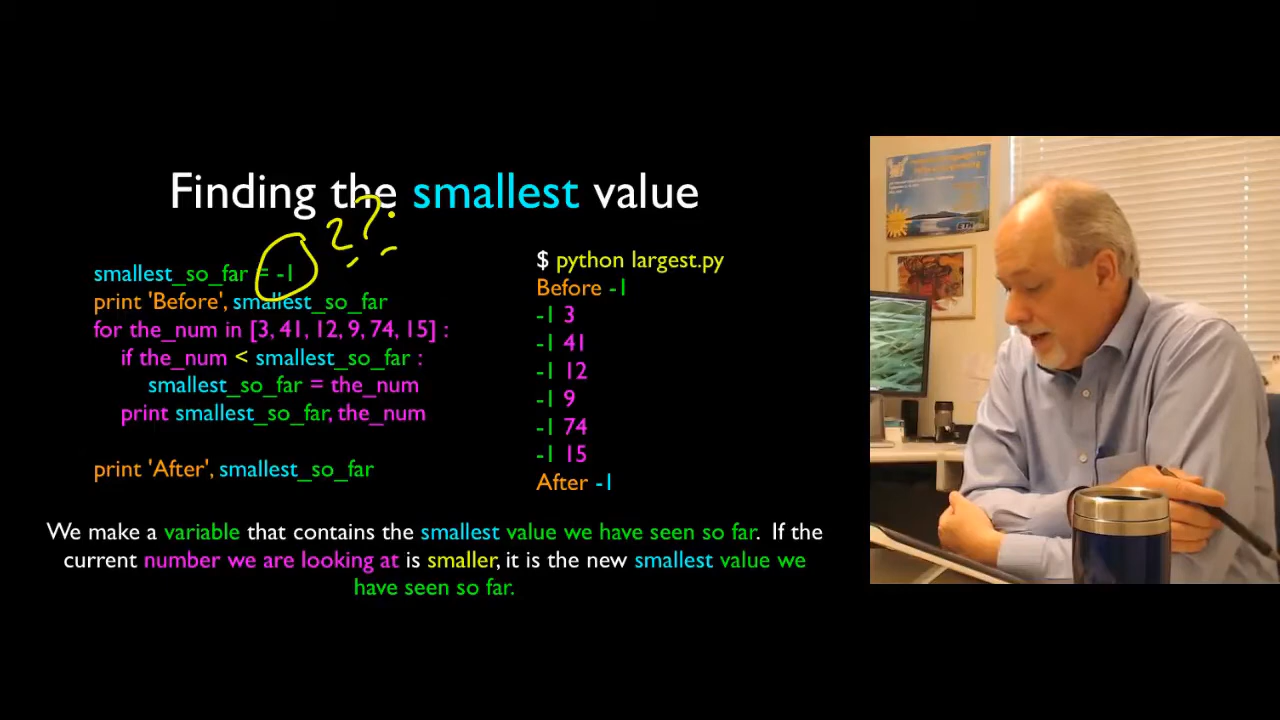 Finding the smallest value
??
smallest_so_far = -1
print 'Before', smallest_so_far
for the_num in [3, 41, 12, 9, 74, 15] :
if the_num < smallest_so_far :
smallest_so_far = the_num
print smallest_so_far, the_num
print 'After', smallest_so_far
$ python largest.py
Before -1
-1 3
-1 41
-1 12
-1 9
-1 74
-1 15
After -1
We make a variable that contains the smallest value we have seen so far. If the
current number we are looking at is smaller, it is the new smallest value we
have seen so far.